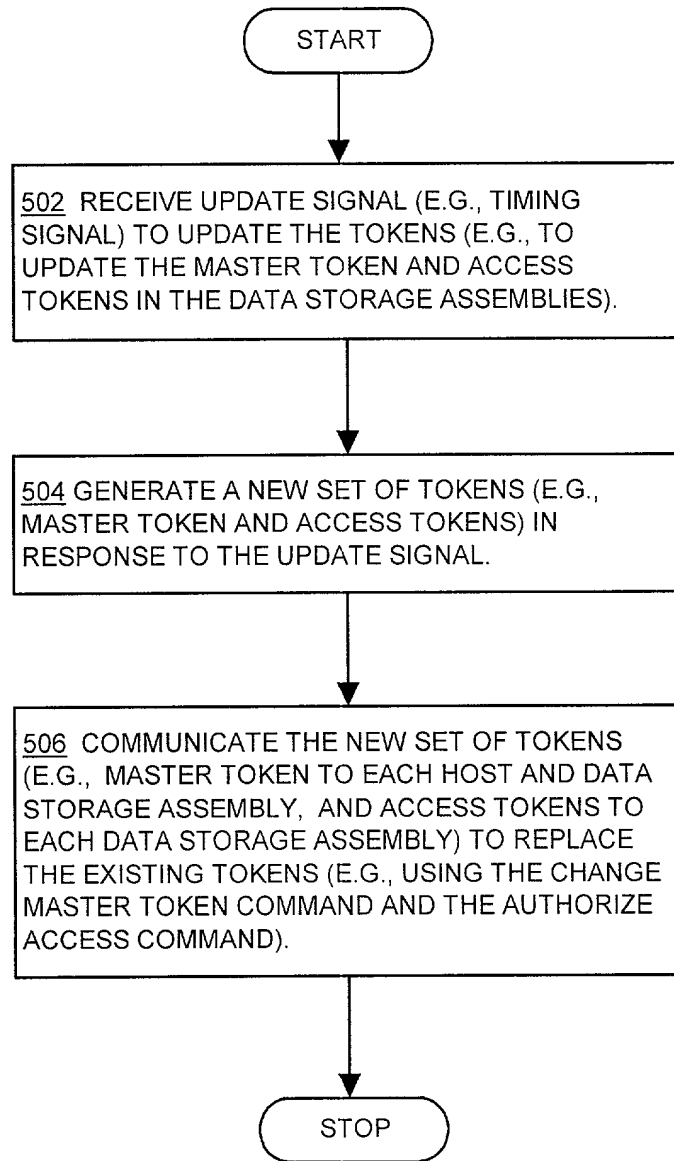 START
502 RECEIVE UPDATE SIGNAL (E.G., TIMING
SIGNAL) TO UPDATE THE TOKENS (E.G., TO
UPDATE THE MASTER TOKEN AND ACCESS
TOKENS IN THE DATA STORAGE ASSEMBLIES).
504 GENERATE A NEW SET OF TOKENS (E.G.,
MASTER TOKEN AND ACCESS TOKENS) IN
RESPONSE TO THE UPDATE SIGNAL.
506 COMMUNICATE THE NEW SET OF TOKENS
(E.G., MASTER TOKEN TO EACH HOST AND DATA
STORAGE ASSEMBLY, AND ACCESS TOKENS TO
EACH DATA STORAGE ASSEMBLY) TO REPLACE
THE EXISTING TOKENS (E.G., USING THE CHANGE
MASTER TOKEN COMMAND AND THE AUTHORIZE
ACCESS COMMAND).
STOP